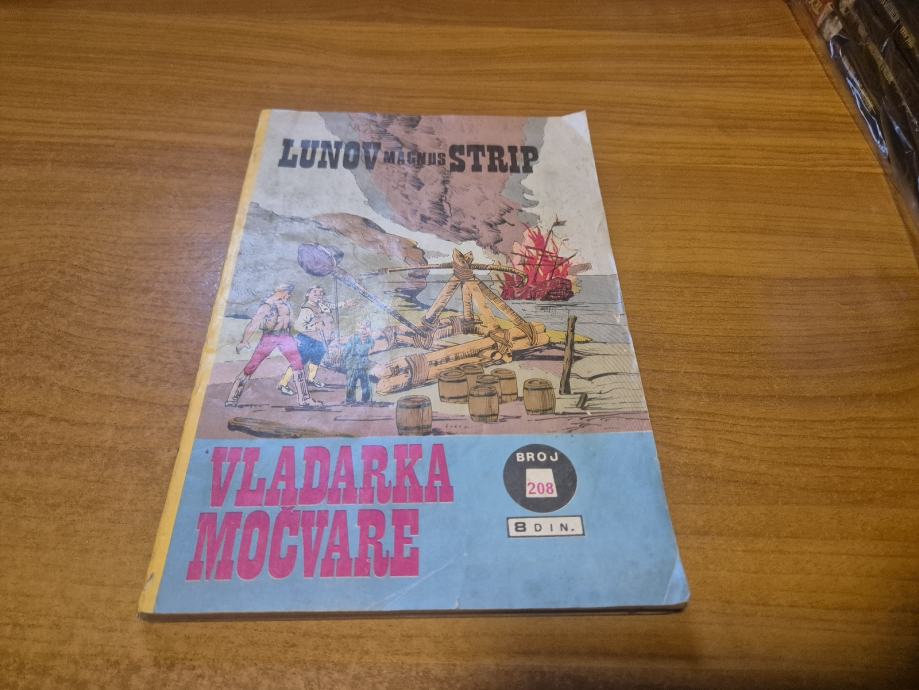 LUNOV MAGNUS STRIP
VLADARKA
MOČVARE
BROJ
208
8 DIN.